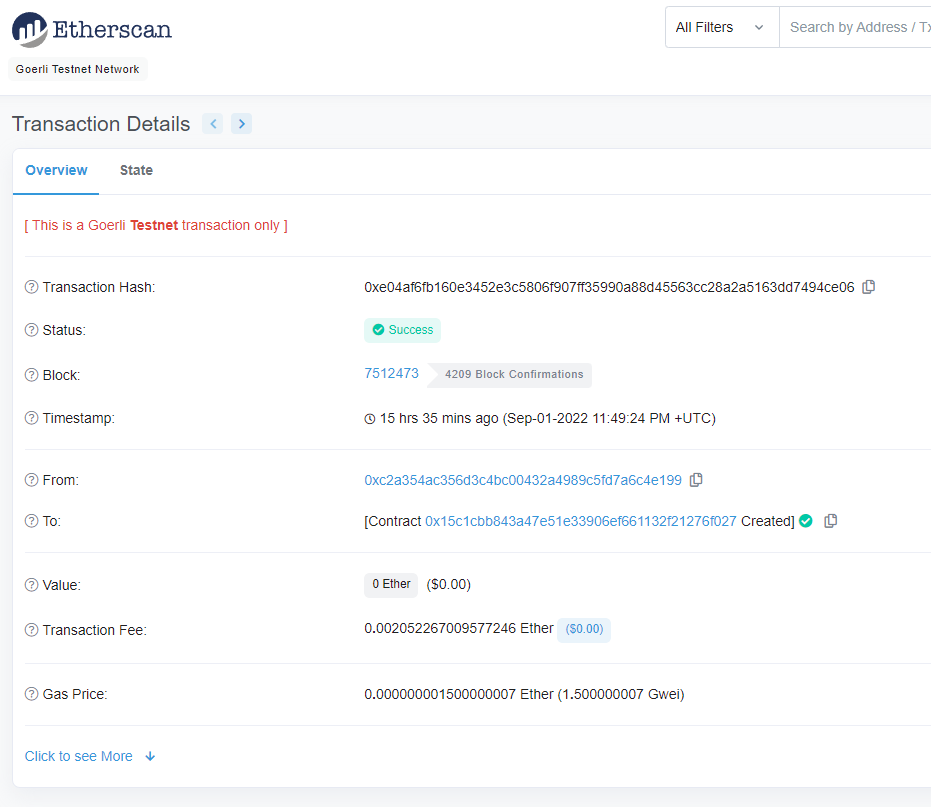 Etherscan
All Filters
Search by Address / Tx
Goerli Testnet Network
Transaction Details
Overview State
[ This is a Goerli Testnet transaction only ]
Transaction Hash: 0xe04af6fb160e3452e3c5806f907ff35990a88d45563cc28a2a5163dd7494ce06
Status: Success
Block: 7512473 4209 Block Confirmations
Timestamp: 15 hrs 35 mins ago (Sep-01-2022 11:49:24 PM +UTC)
From: 0xc2a354ac356d3c4bc00432a4989c5fd7a6c4e199
To: [Contract 0x15c1cbb843a47e51e33906ef661132f21276f027 Created]
Value: 0 Ether ($0.00)
Transaction Fee: 0.002052267009577246 Ether ($0.00)
Gas Price: 0.000000001500000007 Ether (1.500000007 Gwei)
Click to see More